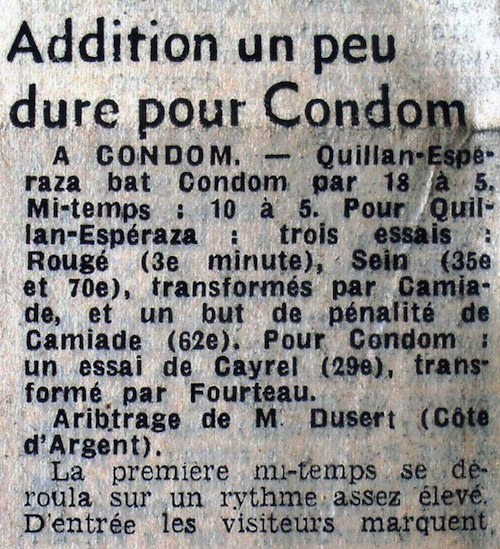 Addition un peu
dure pour Condom
A CONDOM. — Quillan-Espé-
raza bat Condom par 18 à 5.
Mi-temps : 10 à 5. Pour Quil-
lan-Espéraza : trois essais :
Rougé (3e minute), Sein (35e
et 70e), transformés par Camia-
de, et un but de pénalité de
Camiade (62e). Pour Condom :
un essai de Cayrel (29e), trans-
formé par Fourteau.
Aribtrage de M. Dusert (Côte
d'Argent).
La première mi-temps se dé-
roula sur un rythme assez élevé.
D'entrée les visiteurs marquent